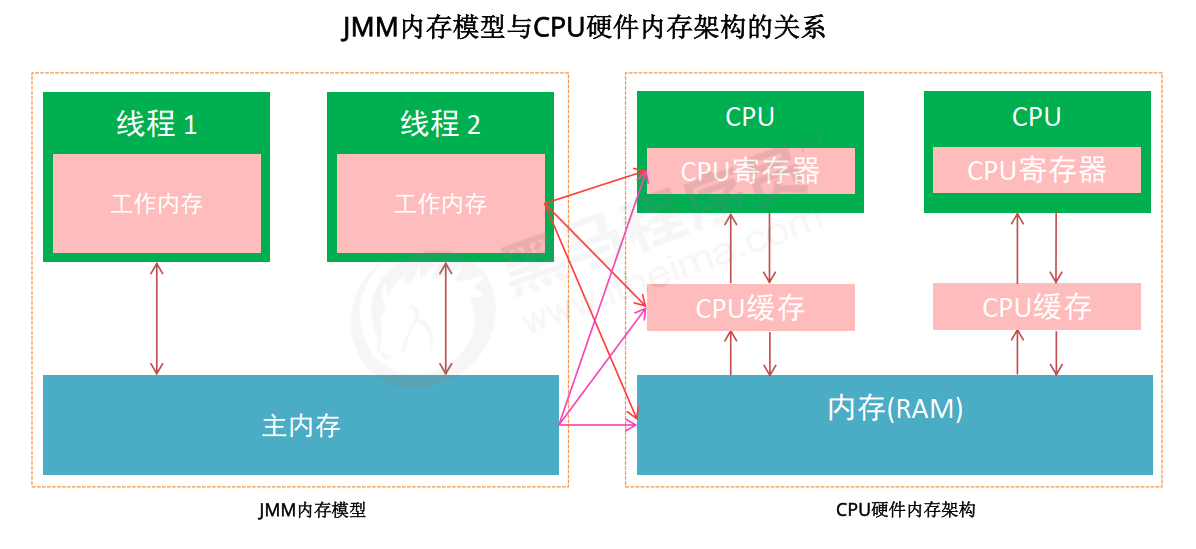 JMM内存模型与CPU硬件内存架构的关系
线程 1
线程 2
工作内存
工作内存
CPU
CPU
CPU寄存器
CPU寄存器
CPU缓存
CPU缓存
主内存
内存(RAM)
JMM内存模型
CPU硬件内存架构
黑马程序员
www.itheima.com